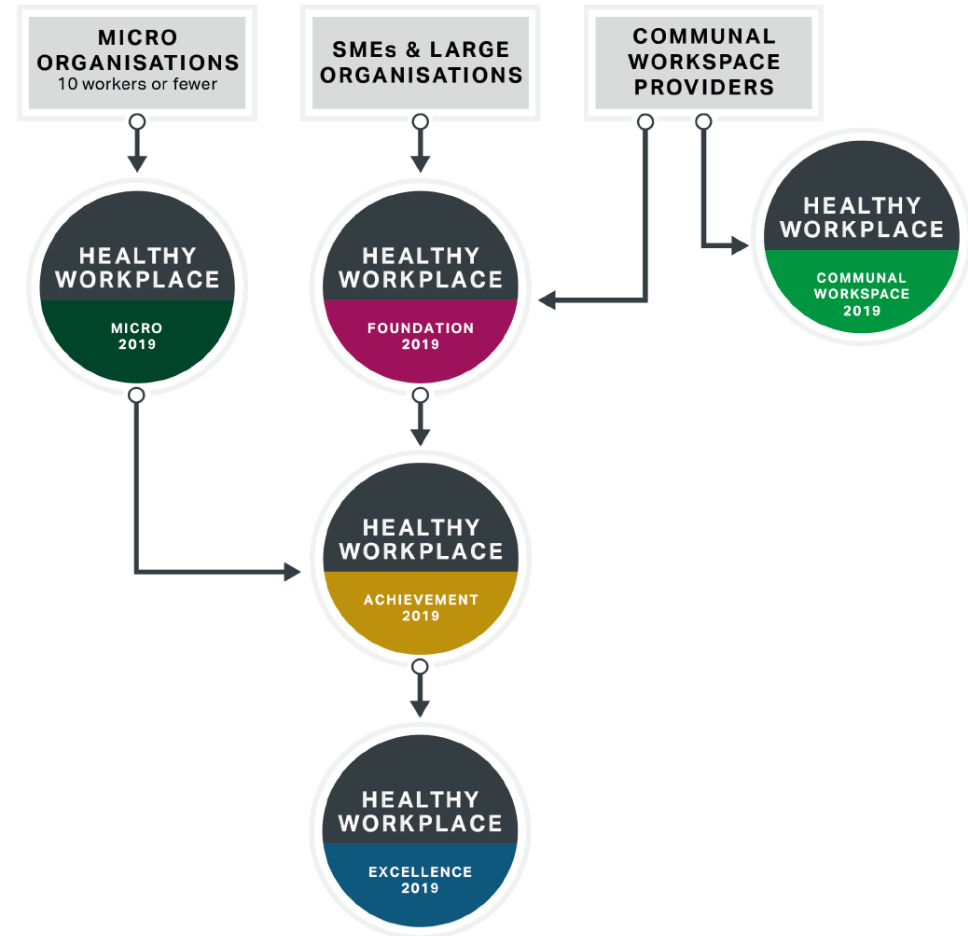 MICRO
ORGANISATIONS
10 workers or fewer
SMEs & LARGE
ORGANISATIONS
COMMUNAL
WORKSPACE
PROVIDERS
HEALTHY
WORKPLACE
MICRO
2019
HEALTHY
WORKPLACE
FOUNDATION
2019
HEALTHY
WORKPLACE
COMMUNAL
WORKSPACE
2019
HEALTHY
WORKPLACE
ACHIEVEMENT
2019
HEALTHY
WORKPLACE
EXCELLENCE
2019